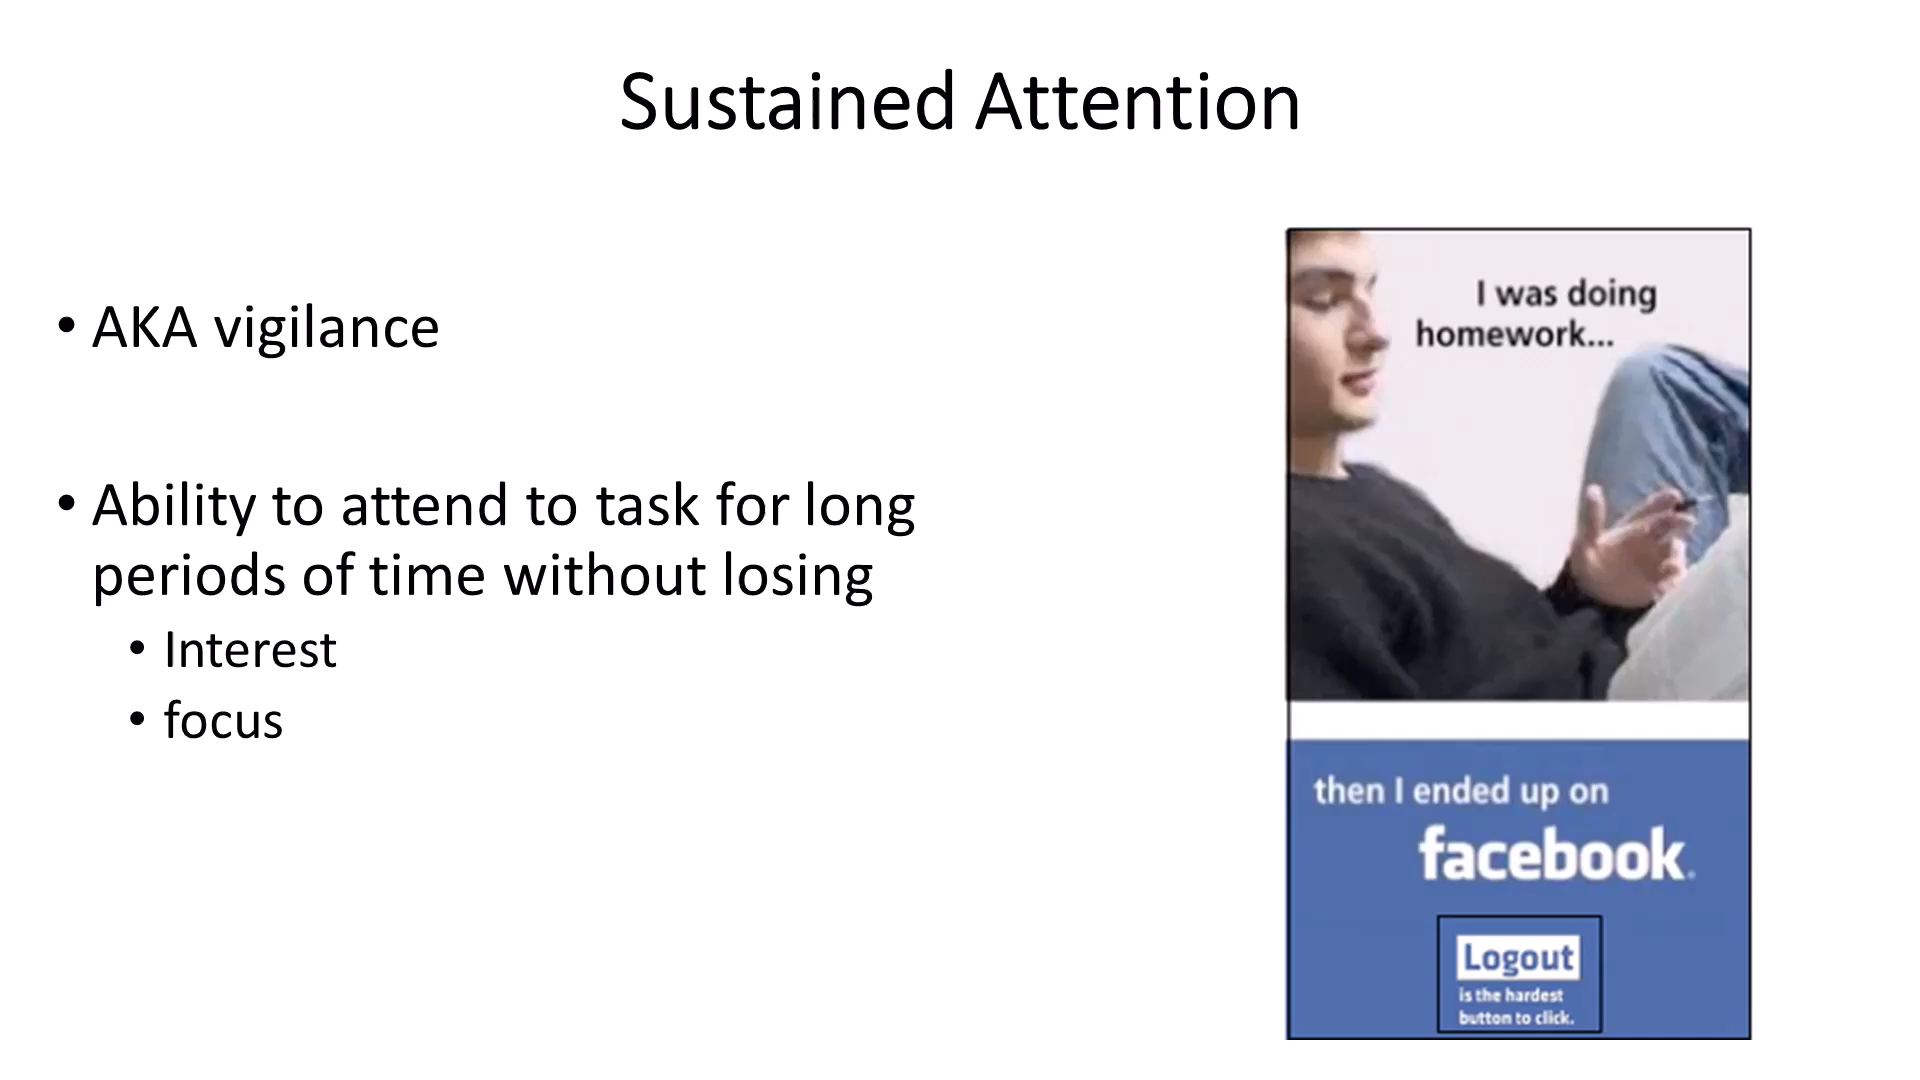 Sustained Attention
• AKA vigilance
• Ability to attend to task for long
periods of time without losing
• Interest
• focus
I was doing
homework...
then I ended up on
facebook.
Logout
is the hardest
button to click.